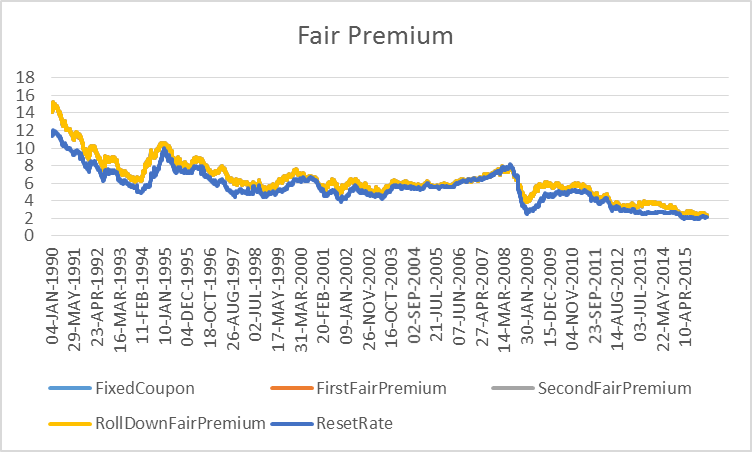 Fair Premium
18
16
14
12
10
8
6
4
2
0
04-JAN-1990
29-MAY-1991
23-APR-1992
16-MAR-1993
11-FEB-1994
10-JAN-1995
04-DEC-1995
18-OCT-1996
26-AUG-1997
02-JUL-1998
17-MAY-1999
31-MAR-2000
20-FEB-2001
09-JAN-2002
26-NOV-2002
16-OCT-2003
02-SEP-2004
21-JUL-2005
07-JUN-2006
27-APR-2007
14-MAR-2008
30-JAN-2009
15-DEC-2009
04-NOV-2010
23-SEP-2011
14-AUG-2012
03-JUL-2013
22-MAY-2014
10-APR-2015
FixedCoupon FirstFairPremium SecondFairPremium
RollDownFairPremium ResetRate